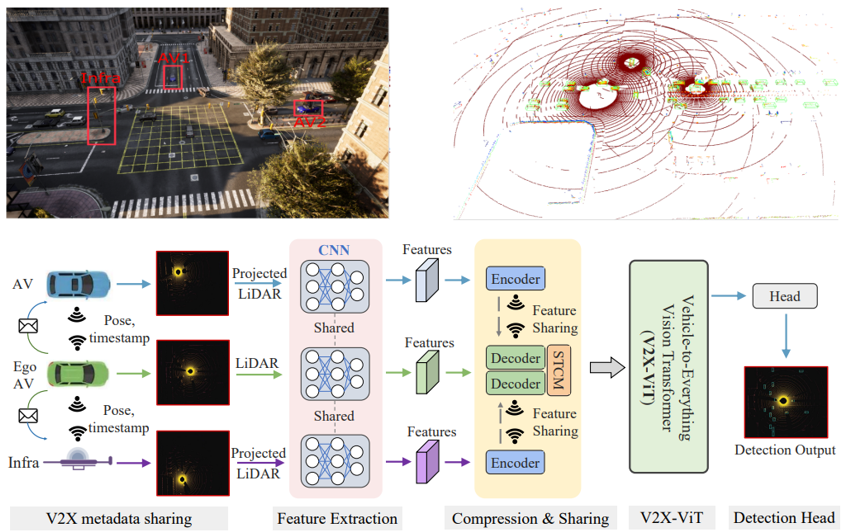 Infra
AV1
AV2
AV
Pose,
timestamp
Ego
AV
Pose,
timestamp
Infra
Projected
LiDAR
LiDAR
Projected
LiDAR
CNN
Shared
Shared
Features
Features
Features
Encoder
Feature
Sharing
Decoder
Decoder
STCM
Feature
Sharing
Encoder
Vehicle-to-Everything
Vision Transformer
(V2X-ViT)
Head
Detection Output
V2X metadata sharing
Feature Extraction
Compression & Sharing
V2X-ViT
Detection Head